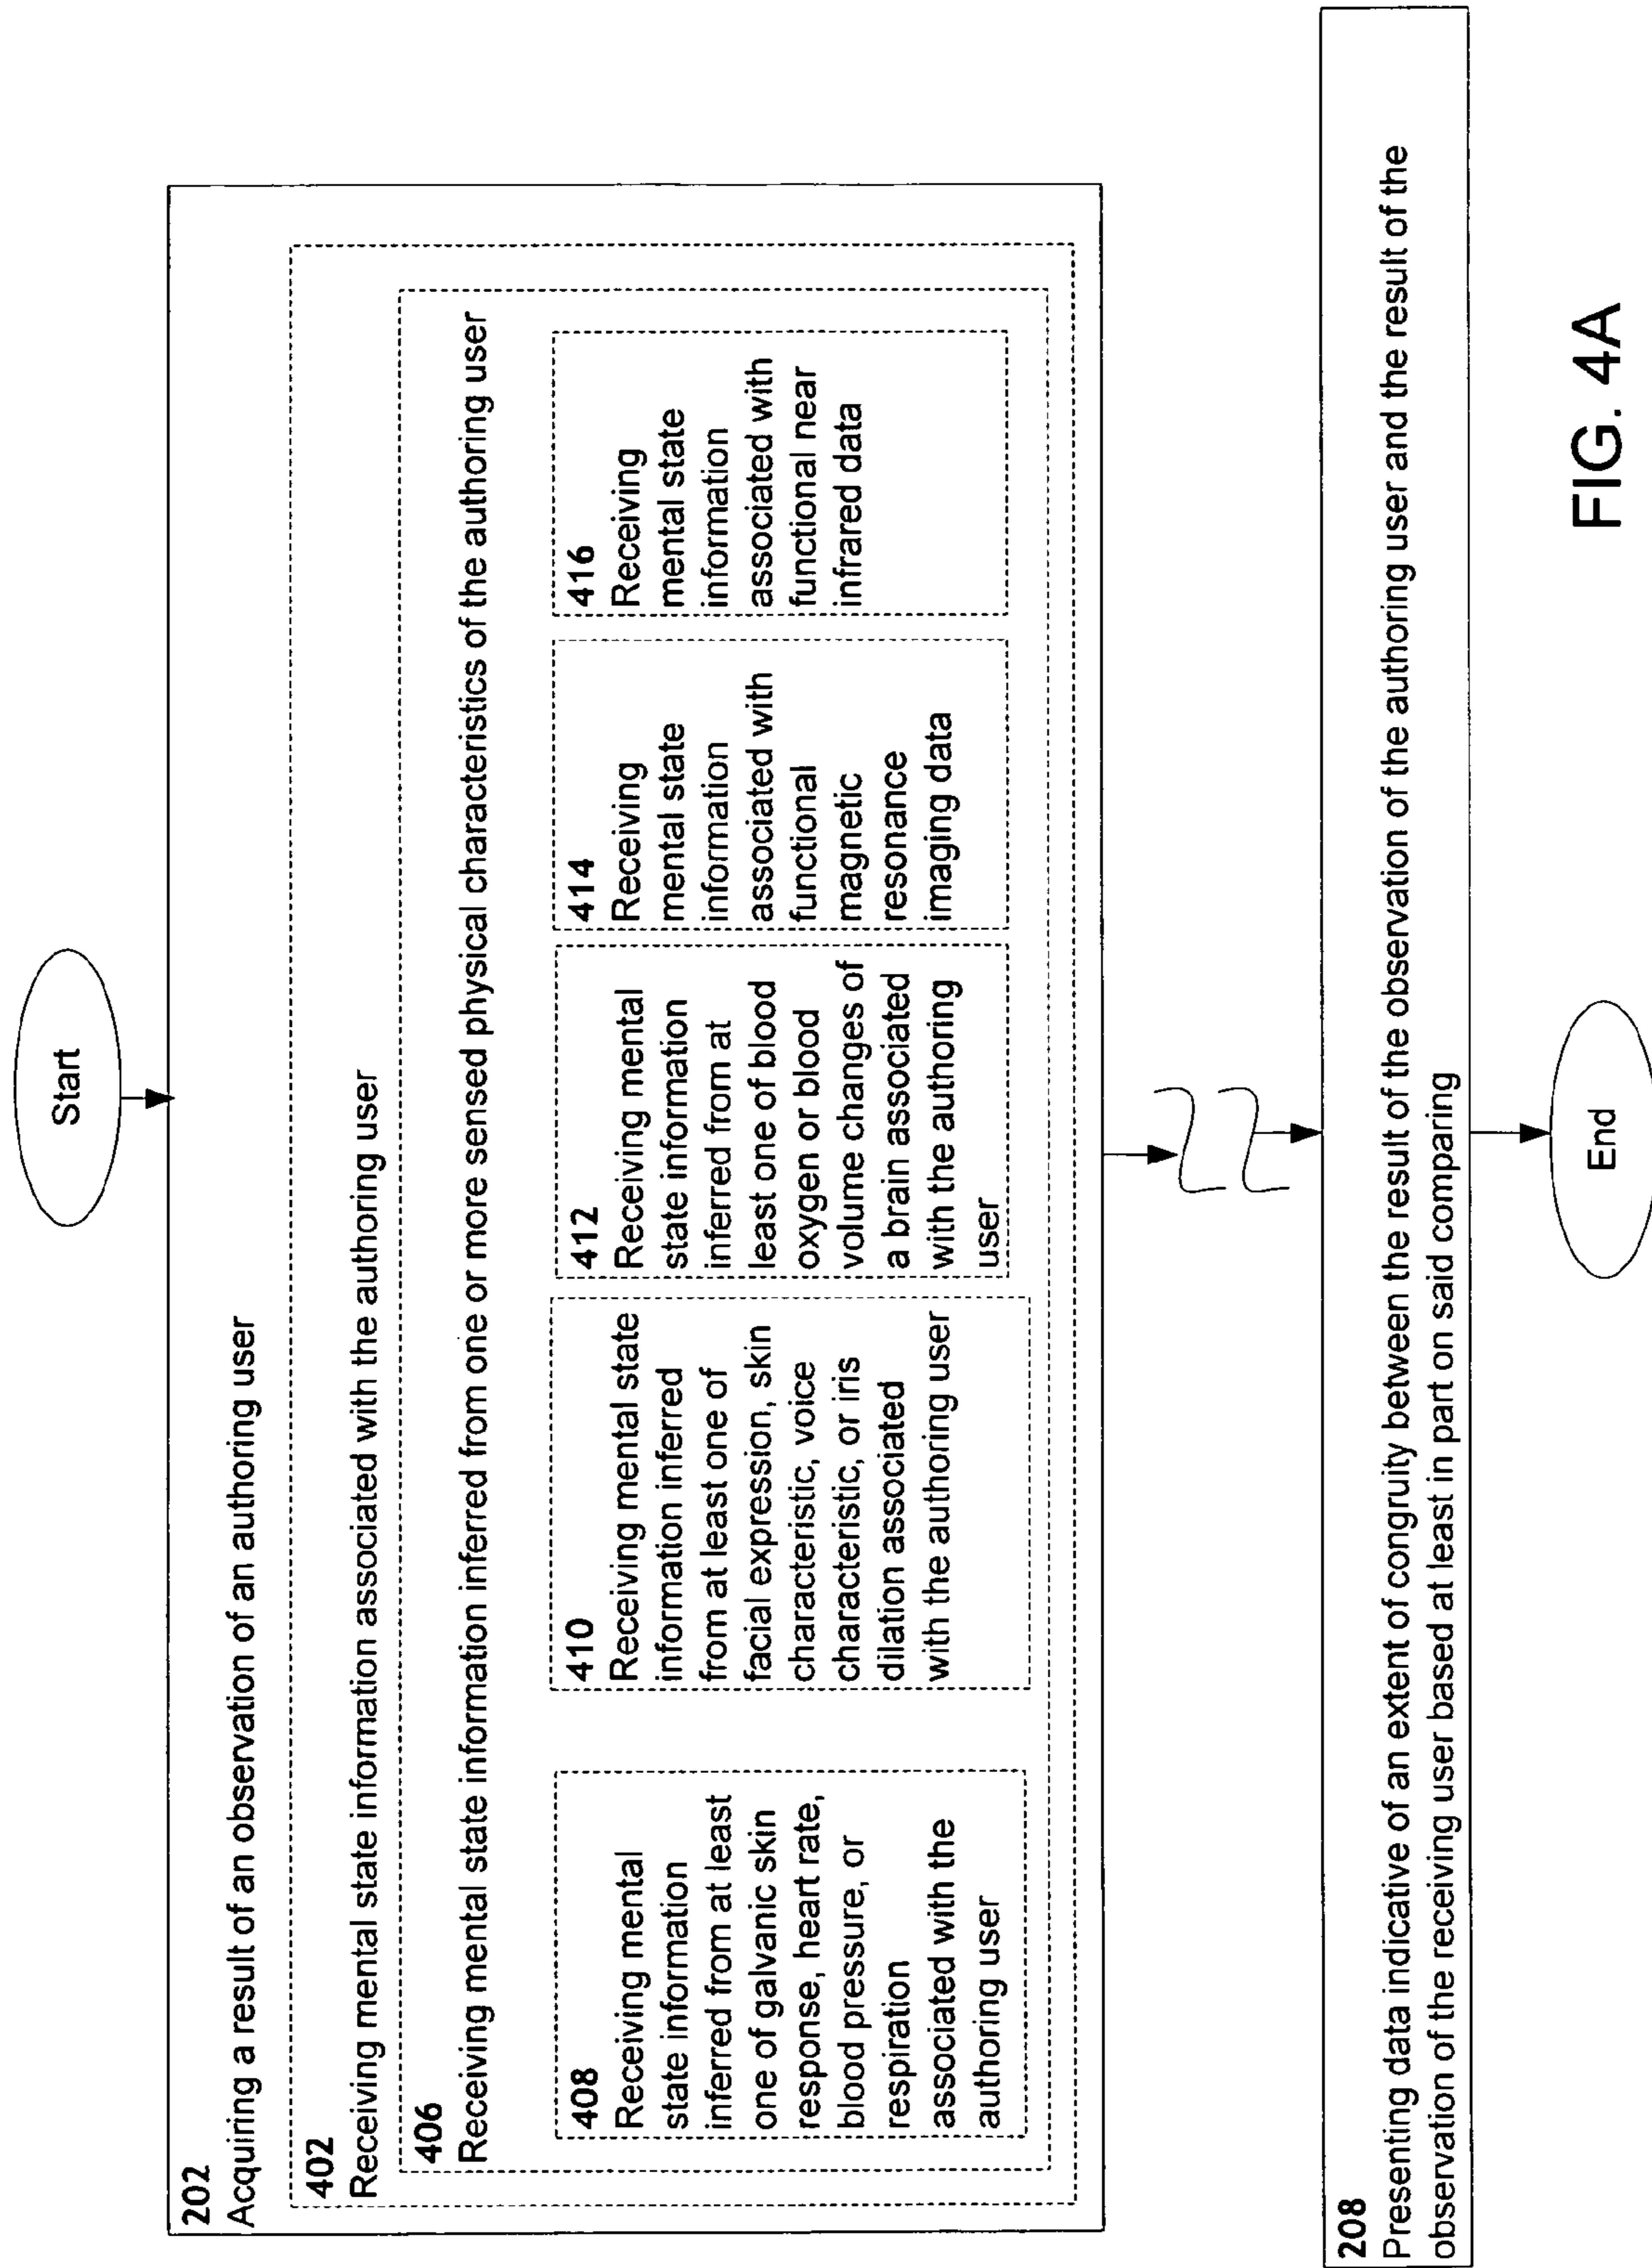 Start
202
Acquiring a result of an observation of an authoring user
402
Receiving mental state information associated with the authoring user
406
Receiving mental state information inferred from one or more sensed physical characteristics of the authoring user
408
Receiving mental
state information
inferred from at least
one of galvanic skin
response, heart rate,
blood pressure, or
respiration
associated with the
authoring user
410
Receiving mental state
information inferred
from at least one of
facial expression, skin
characteristic, voice
characteristic, or iris
dilation associated
with the authoring user
412
Receiving mental
state information
inferred from at
least one of blood
oxygen or blood
volume changes of
a brain associated
with the authoring
user
414
Receiving
mental state
information
associated with
functional
magnetic
resonance
imaging data
416
Receiving
mental state
information
associated with
functional near
infrared data
208
Presenting data indicative of an extent of congruity between the result of the observation of the authoring user and the result of the
observation of the receiving user based at least in part on said comparing
End
FIG. 4A